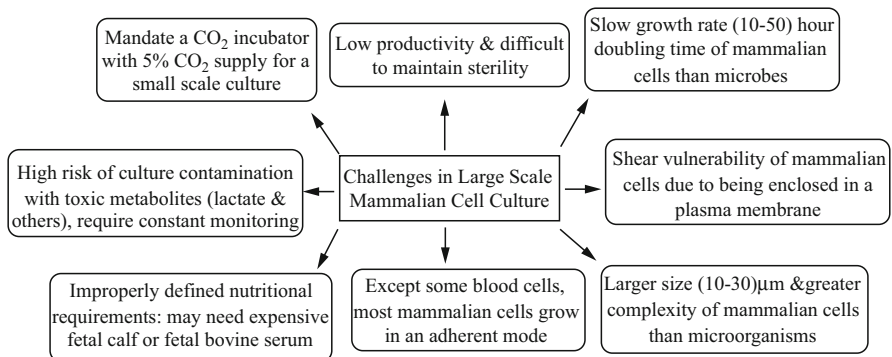 Mandate a CO₂ incubator
with 5% CO₂ supply for a
small scale culture
Low productivity & difficult
to maintain sterility
Slow growth rate (10-50) hour
doubling time of mammalian
cells than microbes
High risk of culture contamination
with toxic metabolites (lactate &
others), require constant monitoring
Challenges in Large Scale
Mammalian Cell Culture
Shear vulnerability of mammalian
cells due to being enclosed in a
plasma membrane
Improperly defined nutritional
requirements: may need expensive
fetal calf or fetal bovine serum
Except some blood cells,
most mammalian cells grow
in an adherent mode
Larger size (10-30)μm &greater
complexity of mammalian cells
than microorganisms